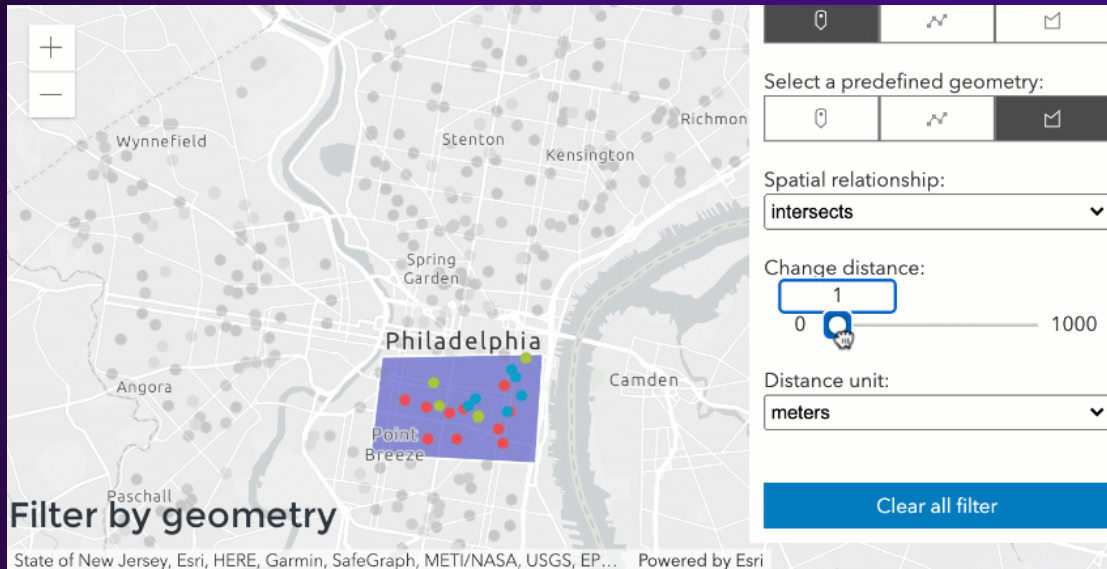 +
−
Wynnefield
Stenton
Kensington
Richmon
Spring
Garden
Philadelphia
Angora
Camden
Point
Breeze
Paschall
Filter by geometry
State of New Jersey, Esri, HERE, Garmin, SafeGraph, METI/NASA, USGS, EP... Powered by Esri
Select a predefined geometry:
Spatial relationship:
intersects
Change distance:
1
0 1000
Distance unit:
meters
Clear all filter